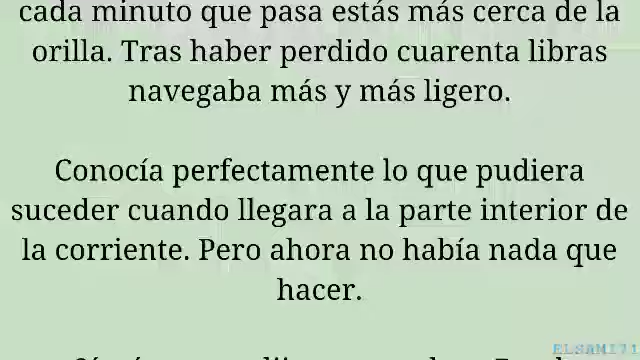 cada minuto que pasa estás más cerca de la
orilla. Tras haber perdido cuarenta libras
navegaba más y más ligero.
Conocía perfectamente lo que pudiera
suceder cuando llegara a la parte interior de
la corriente. Pero ahora no había nada que
hacer.